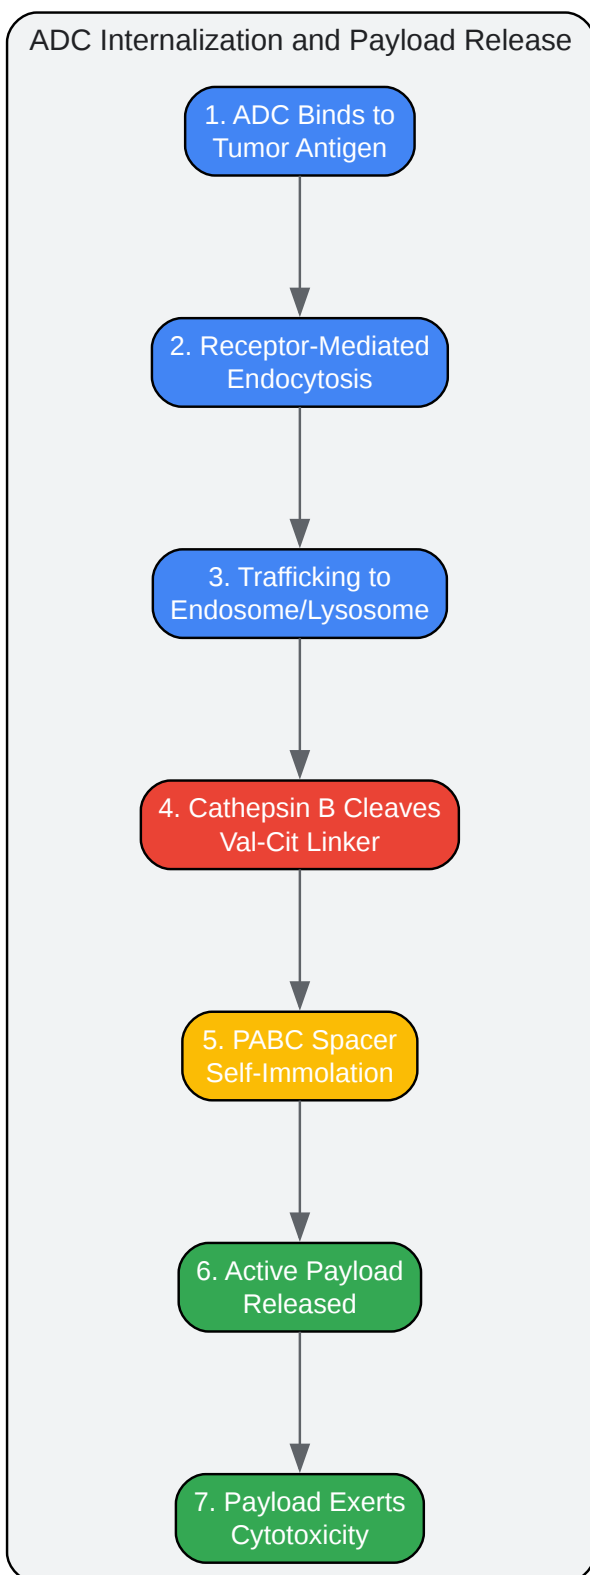 ADC Internalization and Payload Release
1. ADC Binds to
Tumor Antigen
2. Receptor-Mediated
Endocytosis
3. Trafficking to
Endosome/Lysosome
4. Cathepsin B Cleaves
Val-Cit Linker
5. PABC Spacer
Self-Immolation
6. Active Payload
Released
7. Payload Exerts
Cytotoxicity